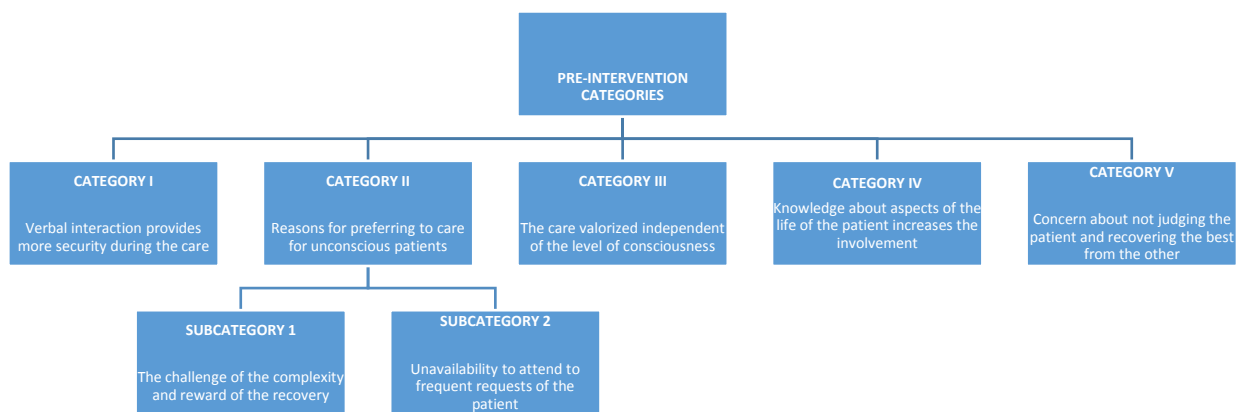 PRE-INTERVENTION
CATEGORIES
CATEGORY I
Verbal interaction provides
more security during the care
CATEGORY II
Reasons for preferring to care
for unconscious patients
CATEGORY III
The care valorized independent
of the level of consciousness
CATEGORY IV
Knowledge about aspects of the
life of the patient increases the
involvement
CATEGORY V
Concern about not judging the
patient and recovering the best
from the other
SUBCATEGORY 1
The challenge of the complexity
and reward of the recovery
SUBCATEGORY 2
Unavailability to attend to
frequent requests of the
patient